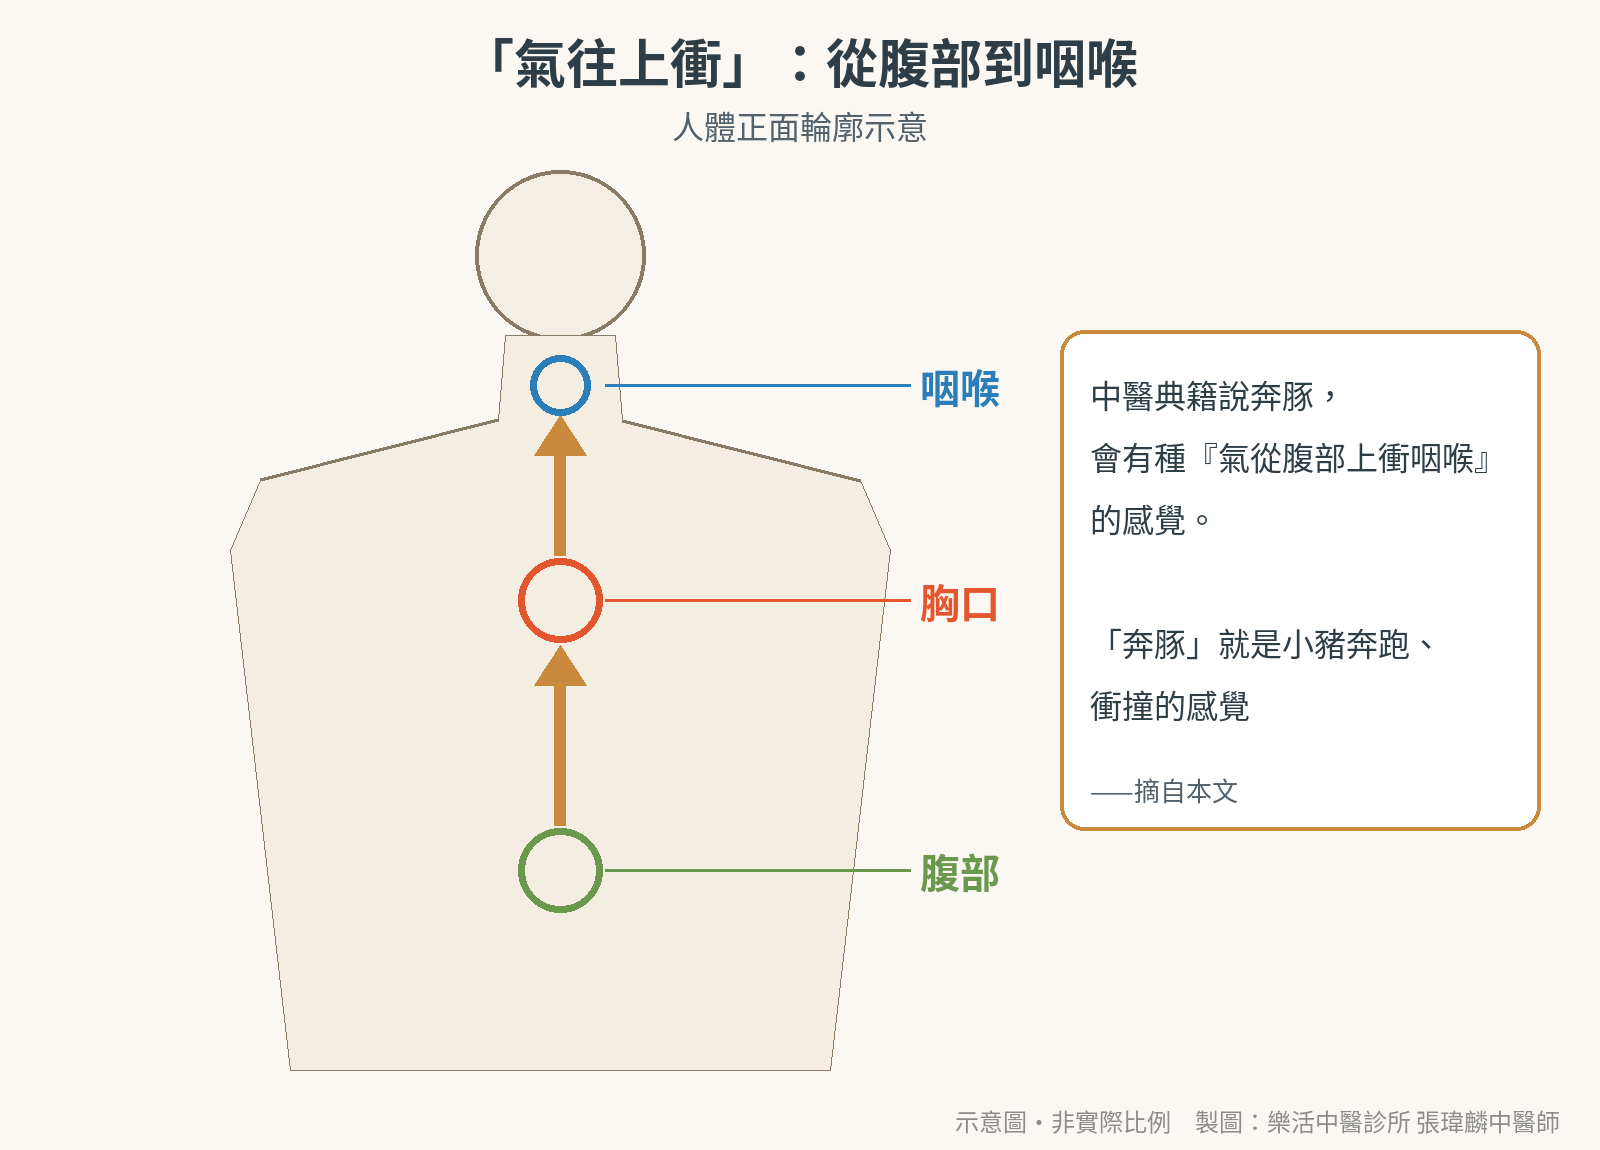 「氣往上衝」：從腹部到咽喉
人體正面輪廓示意
咽喉
胸口
腹部
中醫典籍說奔豚，
會有種『氣從腹部上衝咽喉』
的感覺。
「奔豚」就是小豬奔跑、
衝撞的感覺
——摘自本文
示意圖・非實際比例　製圖：樂活中醫診所 張瑋麟中醫師